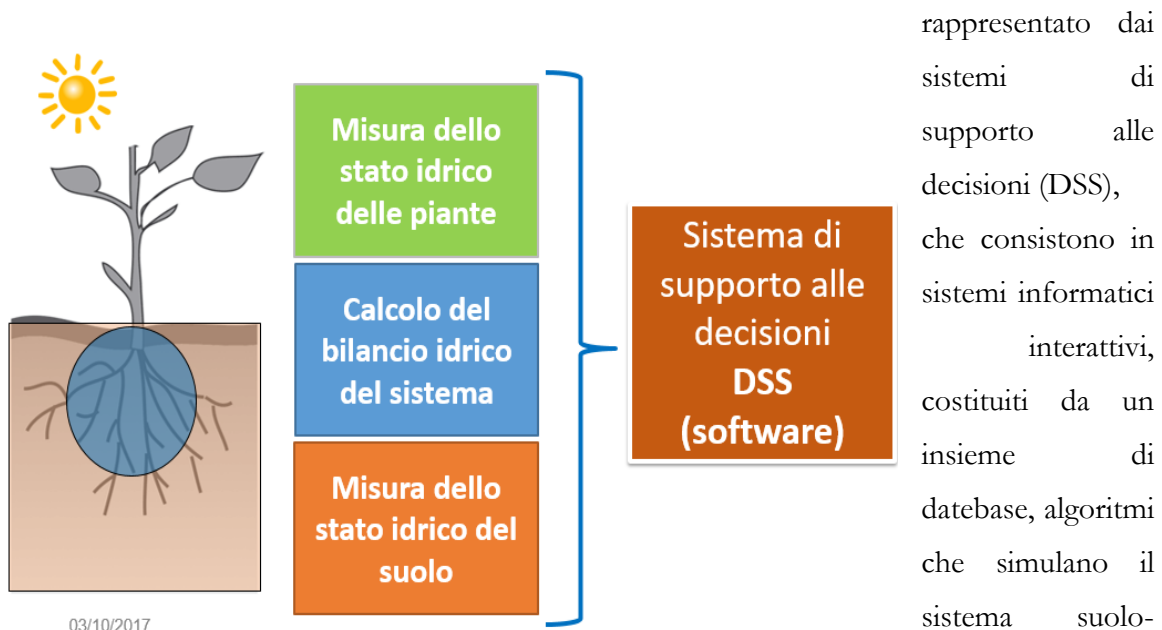 Misura dello
stato idrico
delle piante
Calcolo del
bilancio idrico
del sistema
Misura dello
stato idrico del
suolo
Sistema di
supporto alle
decisioni
DSS
(software)
03/10/2017
rappresentato dai
sistemi di
supporto alle
decisioni (DSS),
che consistono in
sistemi informatici
interattivi,
costituiti da un
insieme di
datebase, algoritmi
che simulano il
sistema suolo-